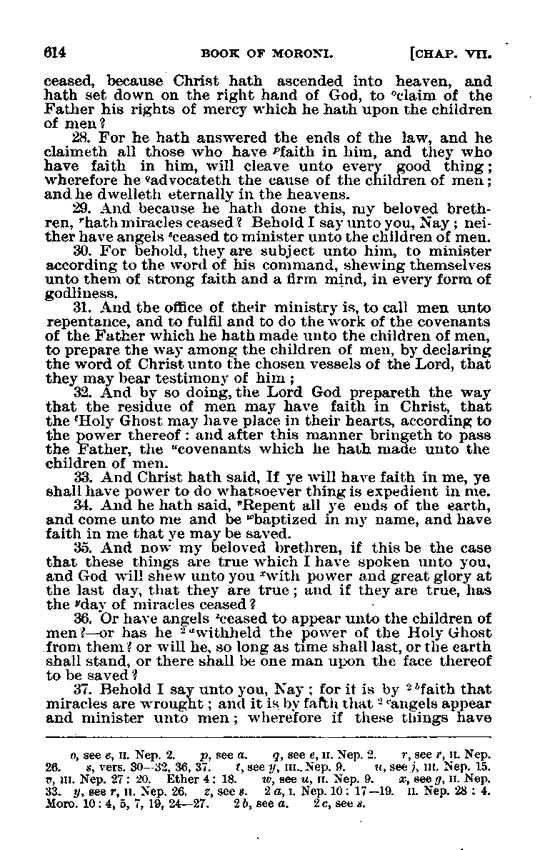 614 BOOK OF MORONI. [CHAP. VII.
ceased, because Christ hath ascended into heaven, and
hath set down on the right hand of God, to °claim of the
Father his rights of mercy which he hath upon the children
of men?
28. For he hath answered the ends of the law, and he
claimeth all those who have ᵖfaith in him, and they who
have faith in him, will cleave unto every good thing;
wherefore he qadvocateth the cause of the children of men;
and he dwelleth eternally in the heavens.
29. And because he hath done this, my beloved breth-
ren, ʳhath miracles ceased? Behold I say unto you, Nay; nei-
ther have angels ˢceased to minister unto the children of men.
30. For behold, they are subject unto him, to minister
according to the word of his command, shewing themselves
unto them of strong faith and a firm mind, in every form of
godliness.
31. And the office of their ministry is, to call men unto
repentance, and to fulfil and to do the work of the covenants
of the Father which he hath made unto the children of men,
to prepare the way among the children of men, by declaring
the word of Christ unto the chosen vessels of the Lord, that
they may bear testimony of him;
32. And by so doing, the Lord God prepareth the way
that the residue of men may have faith in Christ, that
the ᵗHoly Ghost may have place in their hearts, according to
the power thereof: and after this manner bringeth to pass
the Father, the ᵘcovenants which he hath made unto the
children of men.
33. And Christ hath said, If ye will have faith in me, ye
shall have power to do whatsoever thing is expedient in me.
34. And he hath said, ᵛRepent all ye ends of the earth,
and come unto me and be ʷbaptized in my name, and have
faith in me that ye may be saved.
35. And now my beloved brethren, if this be the case
that these things are true which I have spoken unto you,
and God will shew unto you ˣwith power and great glory at
the last day, that they are true; and if they are true, has
the ʸday of miracles ceased?
36. Or have angels ᶻceased to appear unto the children of
men?—or has he ²ᵃwithheld the power of the Holy Ghost
from them? or will he, so long as time shall last, or the earth
shall stand, or there shall be one man upon the face thereof
to be saved?
37. Behold I say unto you, Nay; for it is by ²ᵇfaith that
miracles are wrought; and it is by faith that ²ᶜangels appear
and minister unto men; wherefore if these things have
o, see e, II. Nep. 2. p, see a. q, see e, II. Nep. 2. r, see r, II. Nep.
26. s, vers. 30—32, 36, 37. t, see y, III. Nep. 9. u, see j, III. Nep. 15.
v, III. Nep. 27: 20. Ether 4: 18. w, see u, II. Nep. 9. x, see g, II. Nep.
33. y, see r, II. Nep. 26. z, see s. 2 a, I. Nep. 10: 17—19. II. Nep. 28: 4.
Moro. 10: 4, 5, 7, 19, 24—27. 2 b, see a. 2 c, see s.